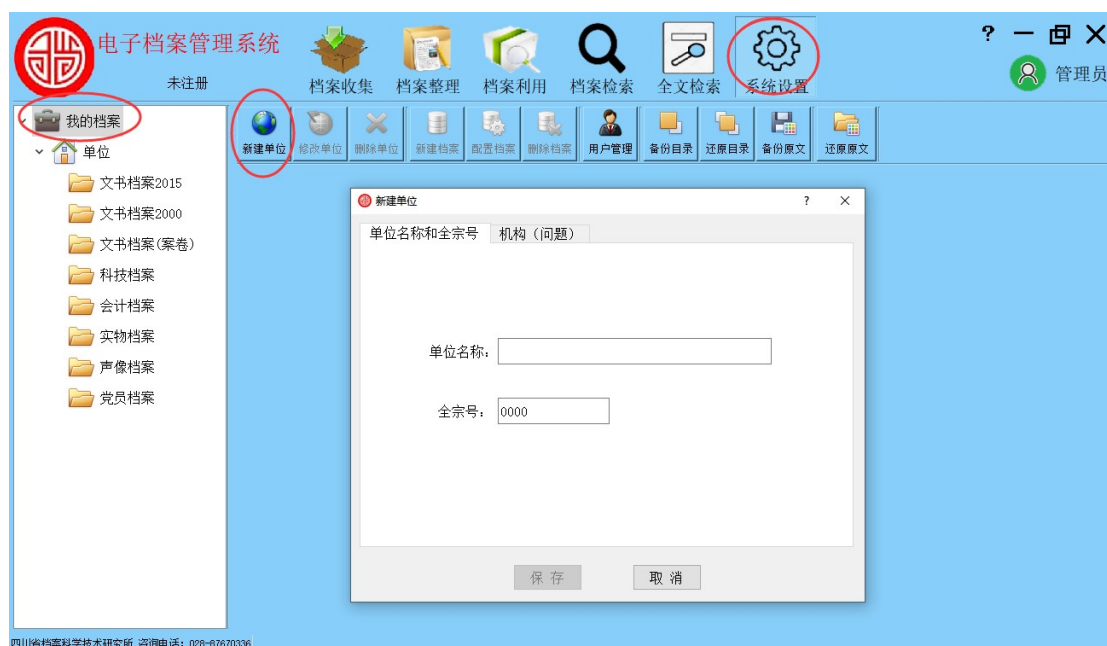 电子档案管理系统
未注册
档案收集 档案整理 档案利用 档案检索 全文检索 系统设置
? — X
管理员
我的档案
单位
文书档案2015
文书档案2000
文书档案(案卷)
科技档案
会计档案
实物档案
声像档案
党员档案
新建单位 修改单位 删除单位 新建档案 配置档案 删除档案 用户管理 备份目录 还原目录 备份原文 还原原文
新建单位 ? ×
单位名称和全宗号 机构（问题）
单位名称:
全宗号: 0000
保 存 取 消
四川省档案科学技术研究所 咨询电话: 028-87670336